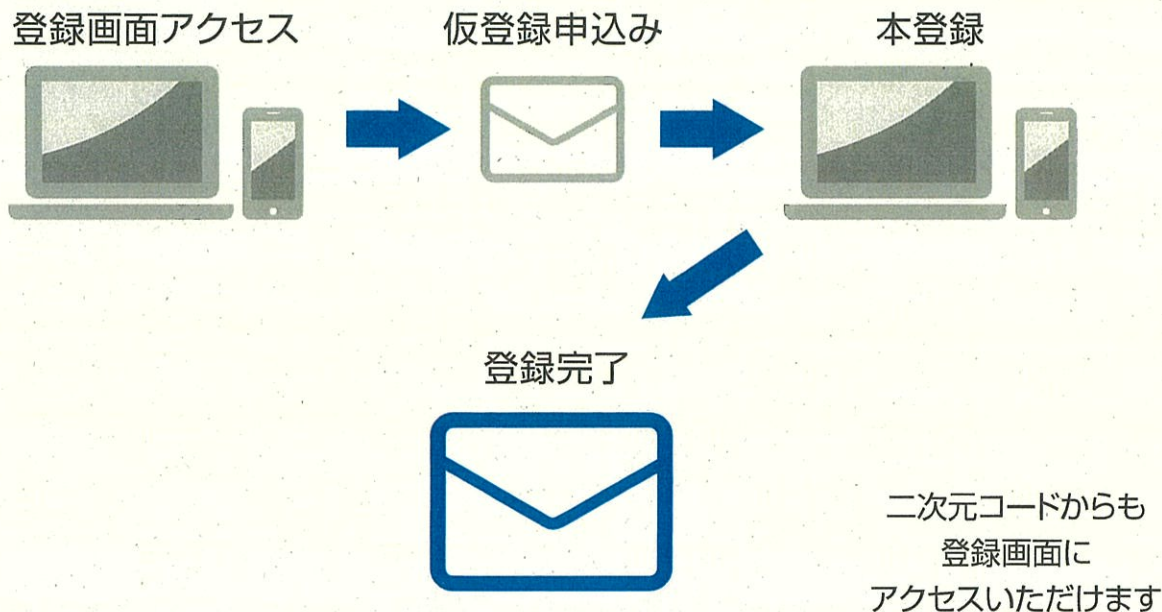 登録画面アクセス
仮登録申込み
本登録
登録完了
二次元コードからも
登録画面に
アクセスいただけます